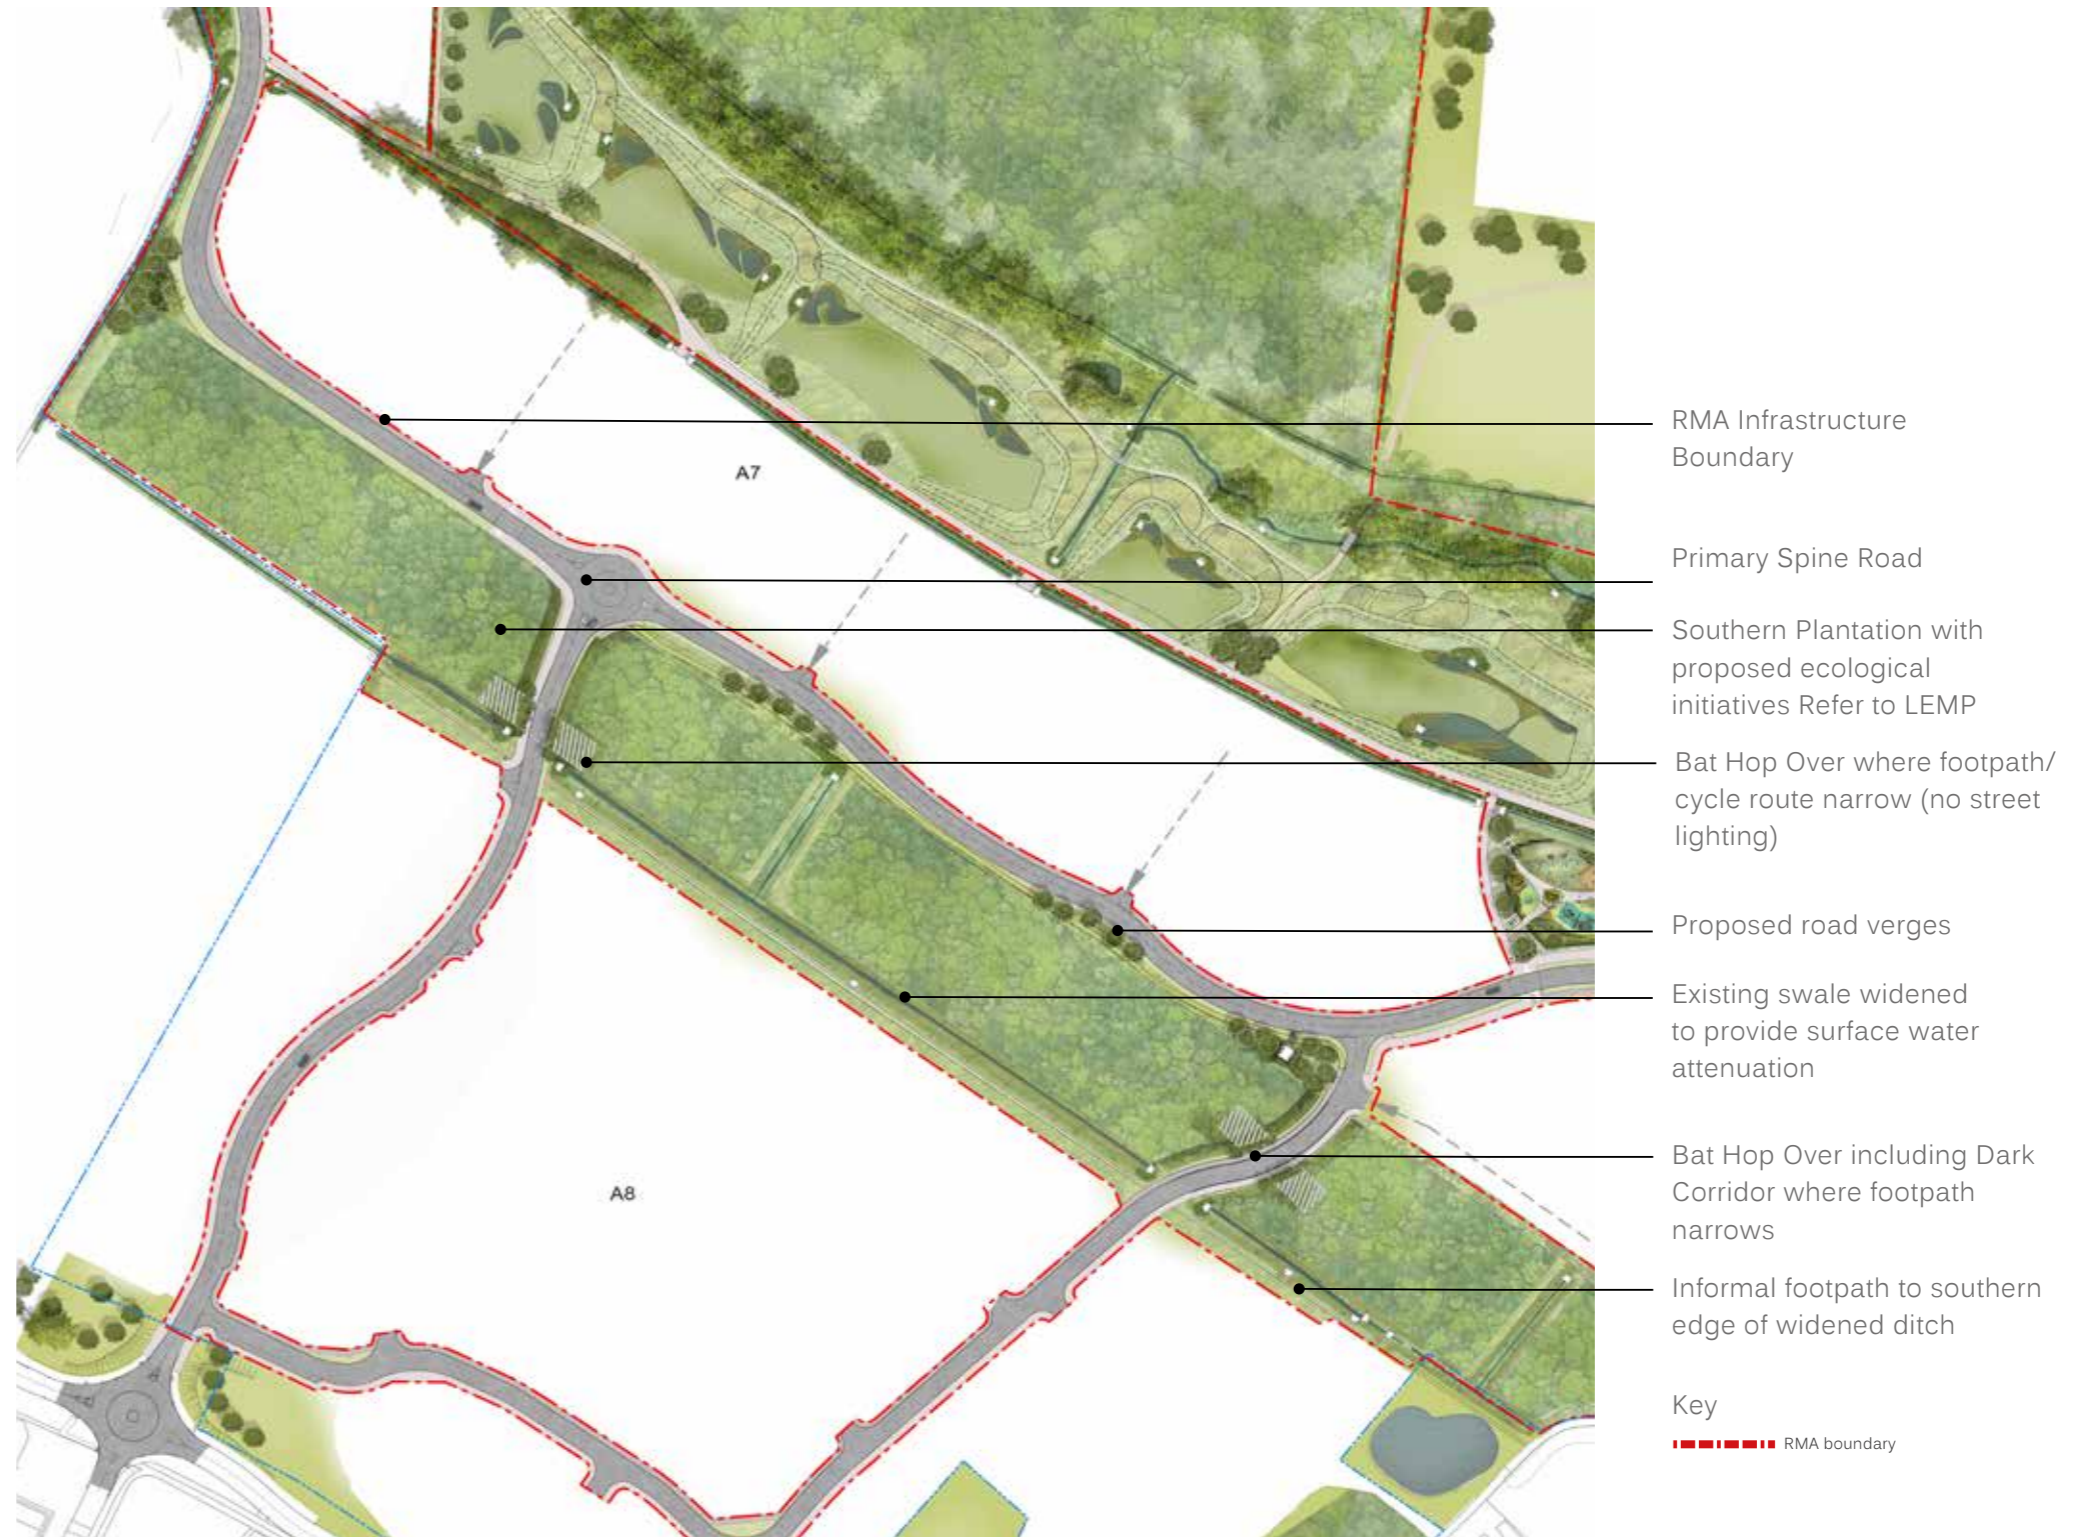 A7
A8
RMA Infrastructure
Boundary
Primary Spine Road
Southern Plantation with
proposed ecological
initiatives Refer to LEMP
Bat Hop Over where footpath/
cycle route narrow (no street
lighting)
Proposed road verges
Existing swale widened
to provide surface water
attenuation
Bat Hop Over including Dark
Corridor where footpath
narrows
Informal footpath to southern
edge of widened ditch
Key
RMA boundary